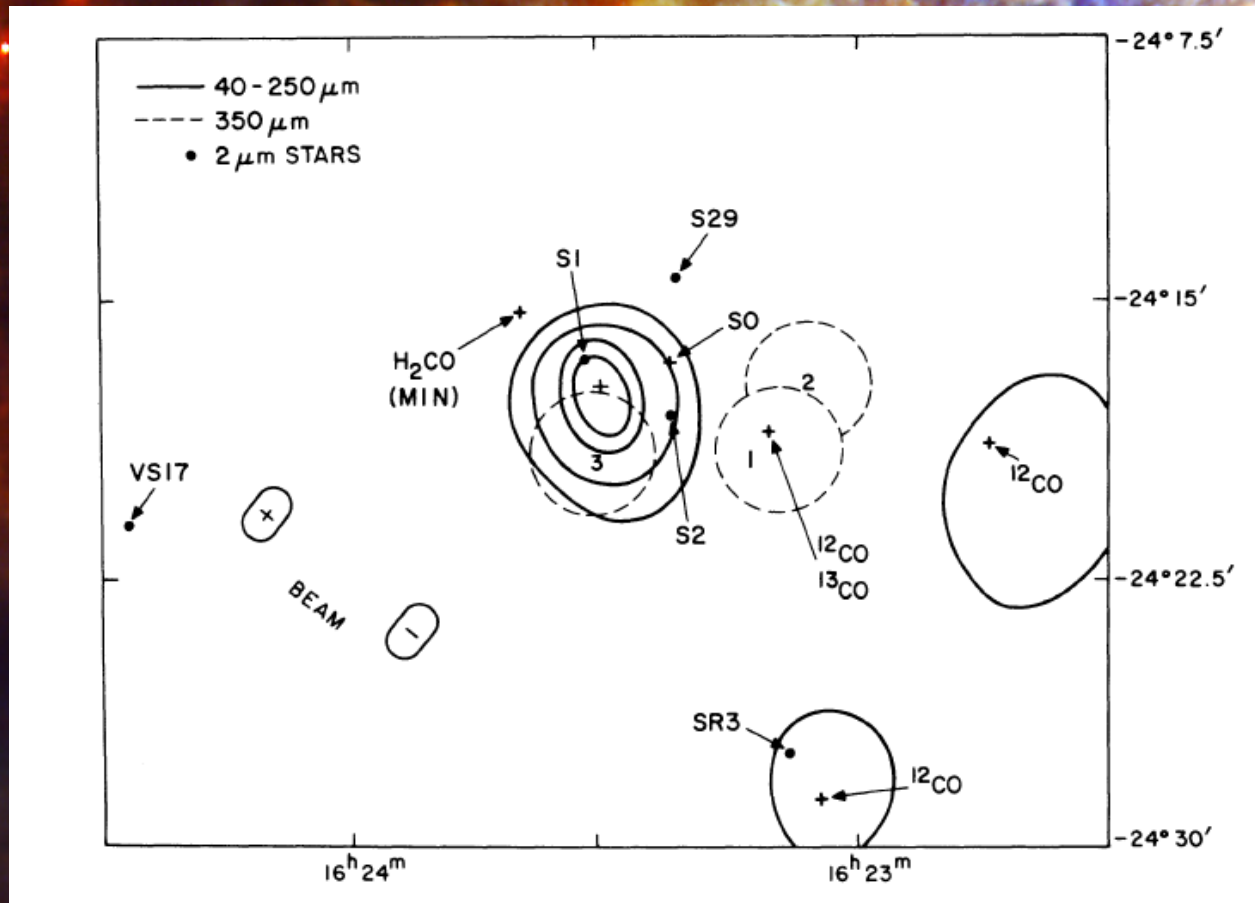 -24° 7.5′
40 - 250 μm
350 μm
2 μm STARS
S29
S1
-24° 15′
S0
H₂CO
(MIN)
2
¹²CO
VS17
3
1
S2
¹²CO
¹³CO
-24° 22.5′
BEAM
SR3
¹²CO
-24° 30′
16ʰ 24ᵐ
16ʰ 23ᵐ